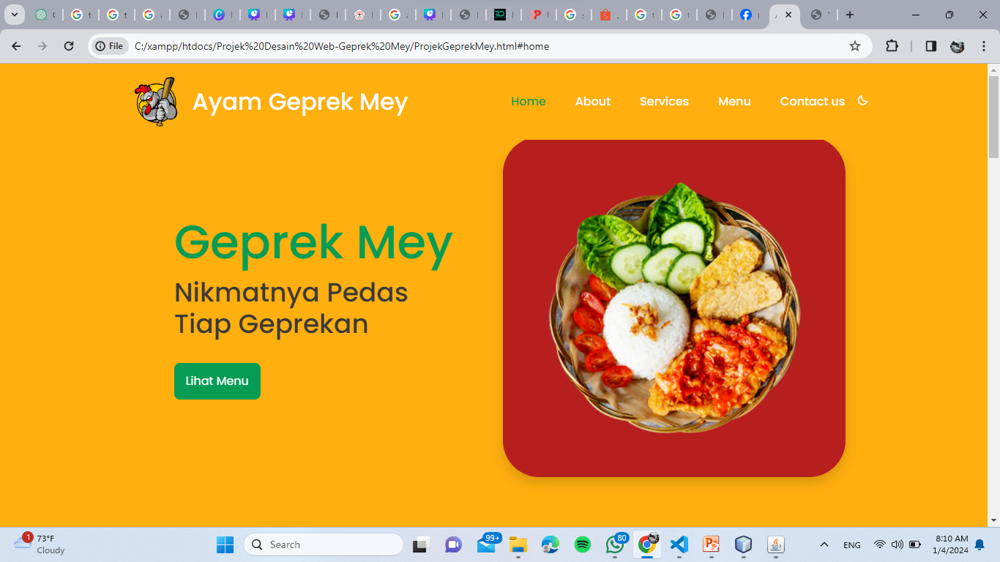 File
C:/xampp/htdocs/Projek%20Desain%20Web-Geprek%20Mey/ProjekGeprekMey.html#home
Ayam Geprek Mey
Home
About
Services
Menu
Contact us
Geprek Mey
Nikmatnya Pedas
Tiap Geprekan
Lihat Menu
1
73°F
Cloudy
Search
99+
80
ENG
8:10 AM
1/4/2024